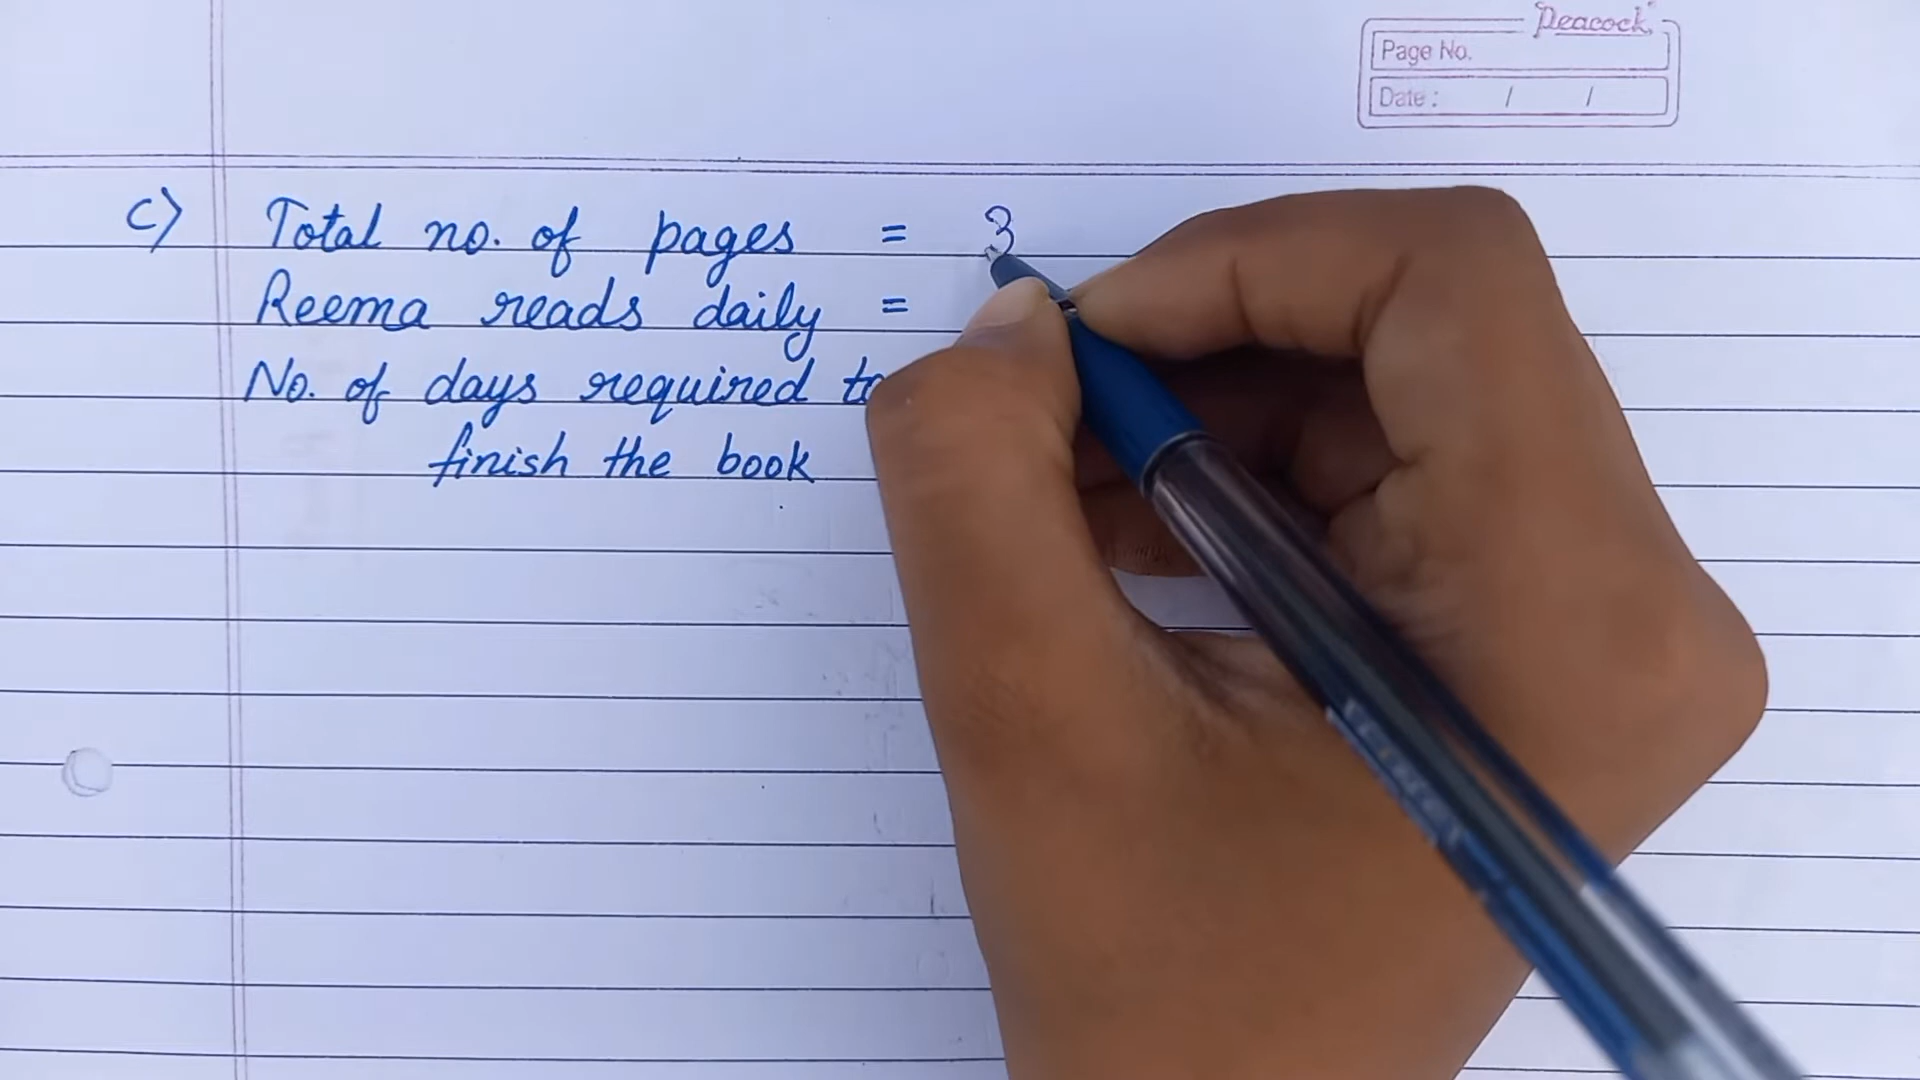 Peacock
Page No.
Date : / /
c) Total no. of pages = 3
Reema reads daily =
No. of days required to
finish the book